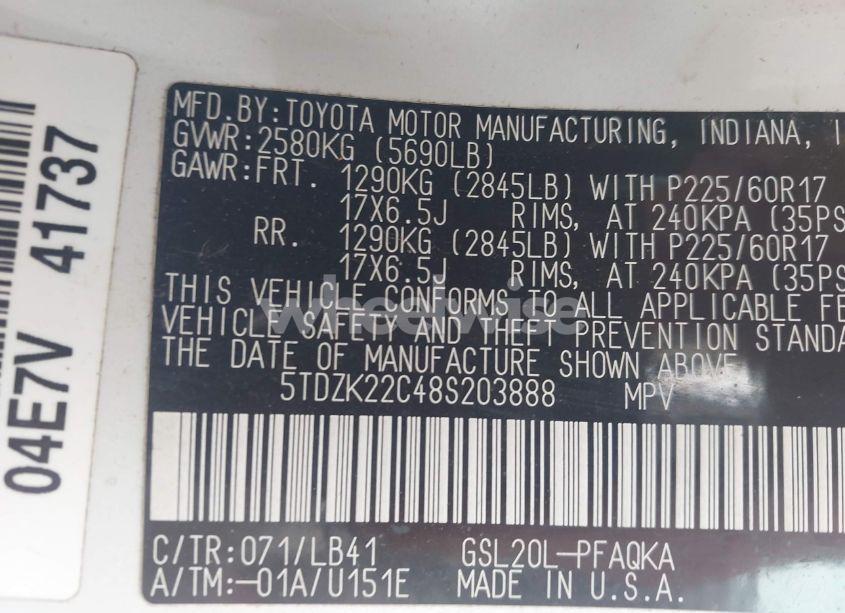 MFD.BY:TOYOTA MOTOR MANUFACTURING, INDIANA, I
GVWR:2580KG (5690LB)
GAWR:FRT. 1290KG (2845LB) WITH P225/60R17
17X6.5J RIMS, AT 240KPA (35PS
RR. 1290KG (2845LB) WITH P225/60R17
17X6.5J RIMS, AT 240KPA (35PS
THIS VEHICLE CONFORMS TO ALL APPLICABLE FE
VEHICLE SAFETY AND THEFT PREVENTION STANDA
THE DATE OF MANUFACTURE SHOWN ABOVE.
5TDZK22C48S203888 MPV
C/TR:071/LB41 GSL20L-PFAQKA
A/TM:-01A/U151E MADE IN U.S.A.
04E7V 41737
wheelwise